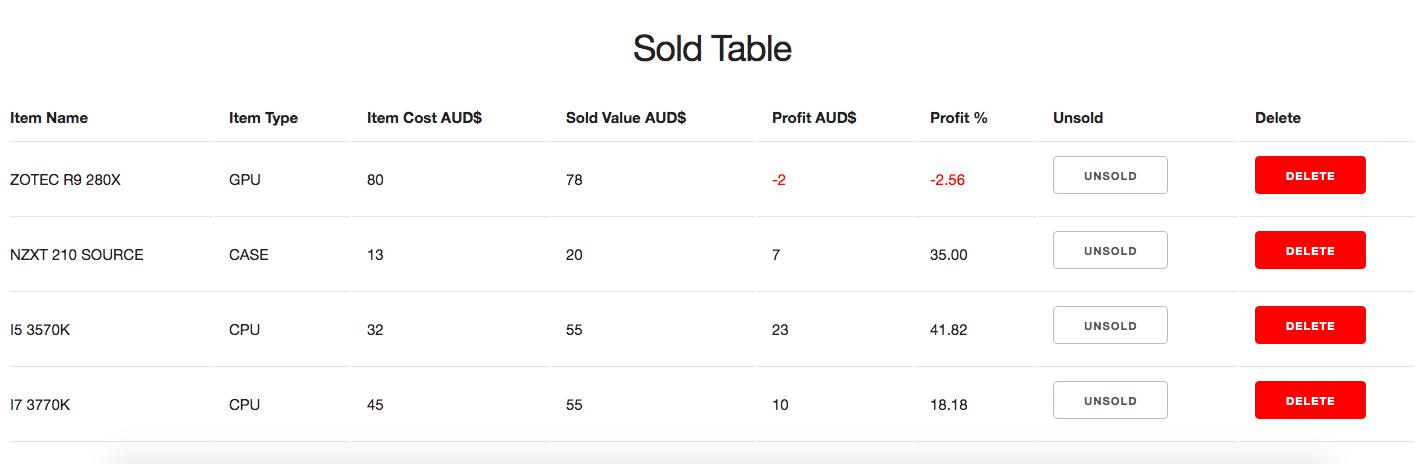 Sold Table
Item Name Item Type Item Cost AUD$ Sold Value AUD$ Profit AUD$ Profit % Unsold Delete
ZOTEC R9 280X GPU 80 78 -2 -2.56 UNSOLD DELETE
NZXT 210 SOURCE CASE 13 20 7 35.00 UNSOLD DELETE
I5 3570K CPU 32 55 23 41.82 UNSOLD DELETE
I7 3770K CPU 45 55 10 18.18 UNSOLD DELETE